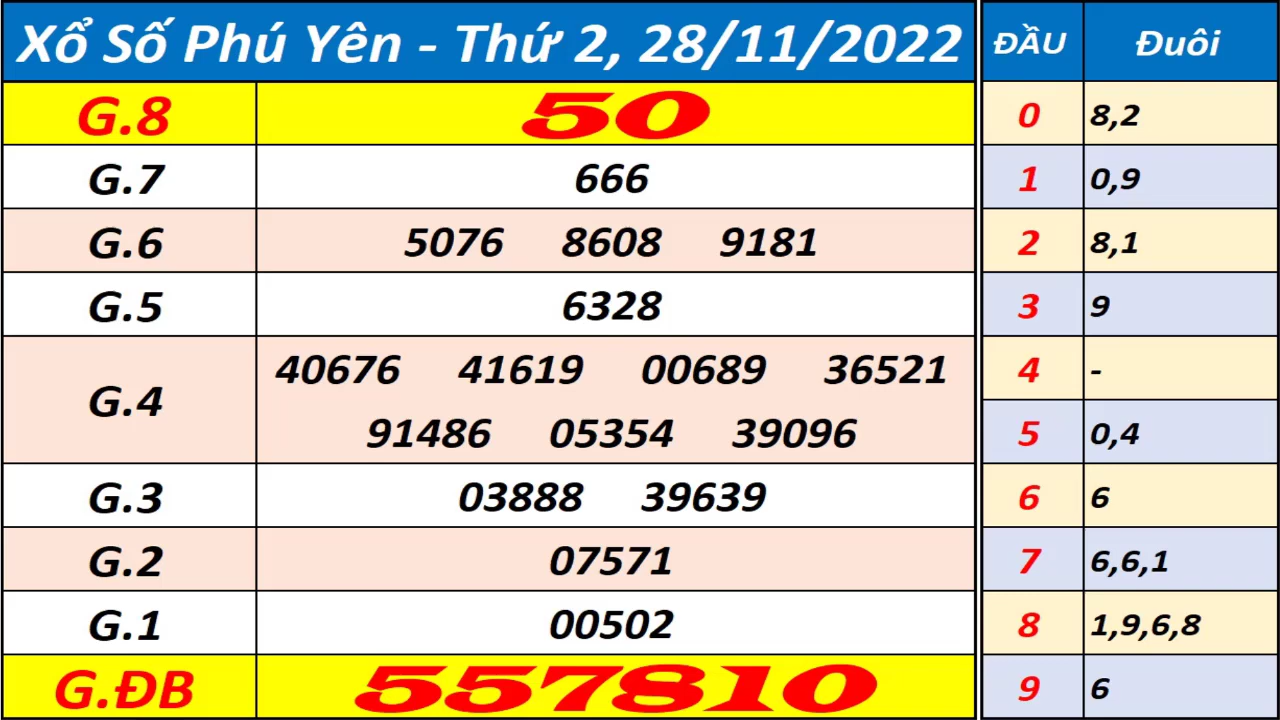 Xổ Số Phú Yên - Thứ 2, 28/11/2022 ĐẦU Đuôi
G.8 50 0 8,2
G.7 666 1 0,9
G.6 5076 8608 9181 2 8,1
G.5 6328 3 9
G.4 40676 41619 00689 36521 4 -
91486 05354 39096 5 0,4
G.3 03888 39639 6 6
G.2 07571 7 6,6,1
G.1 00502 8 1,9,6,8
G.ĐB 557810 9 6